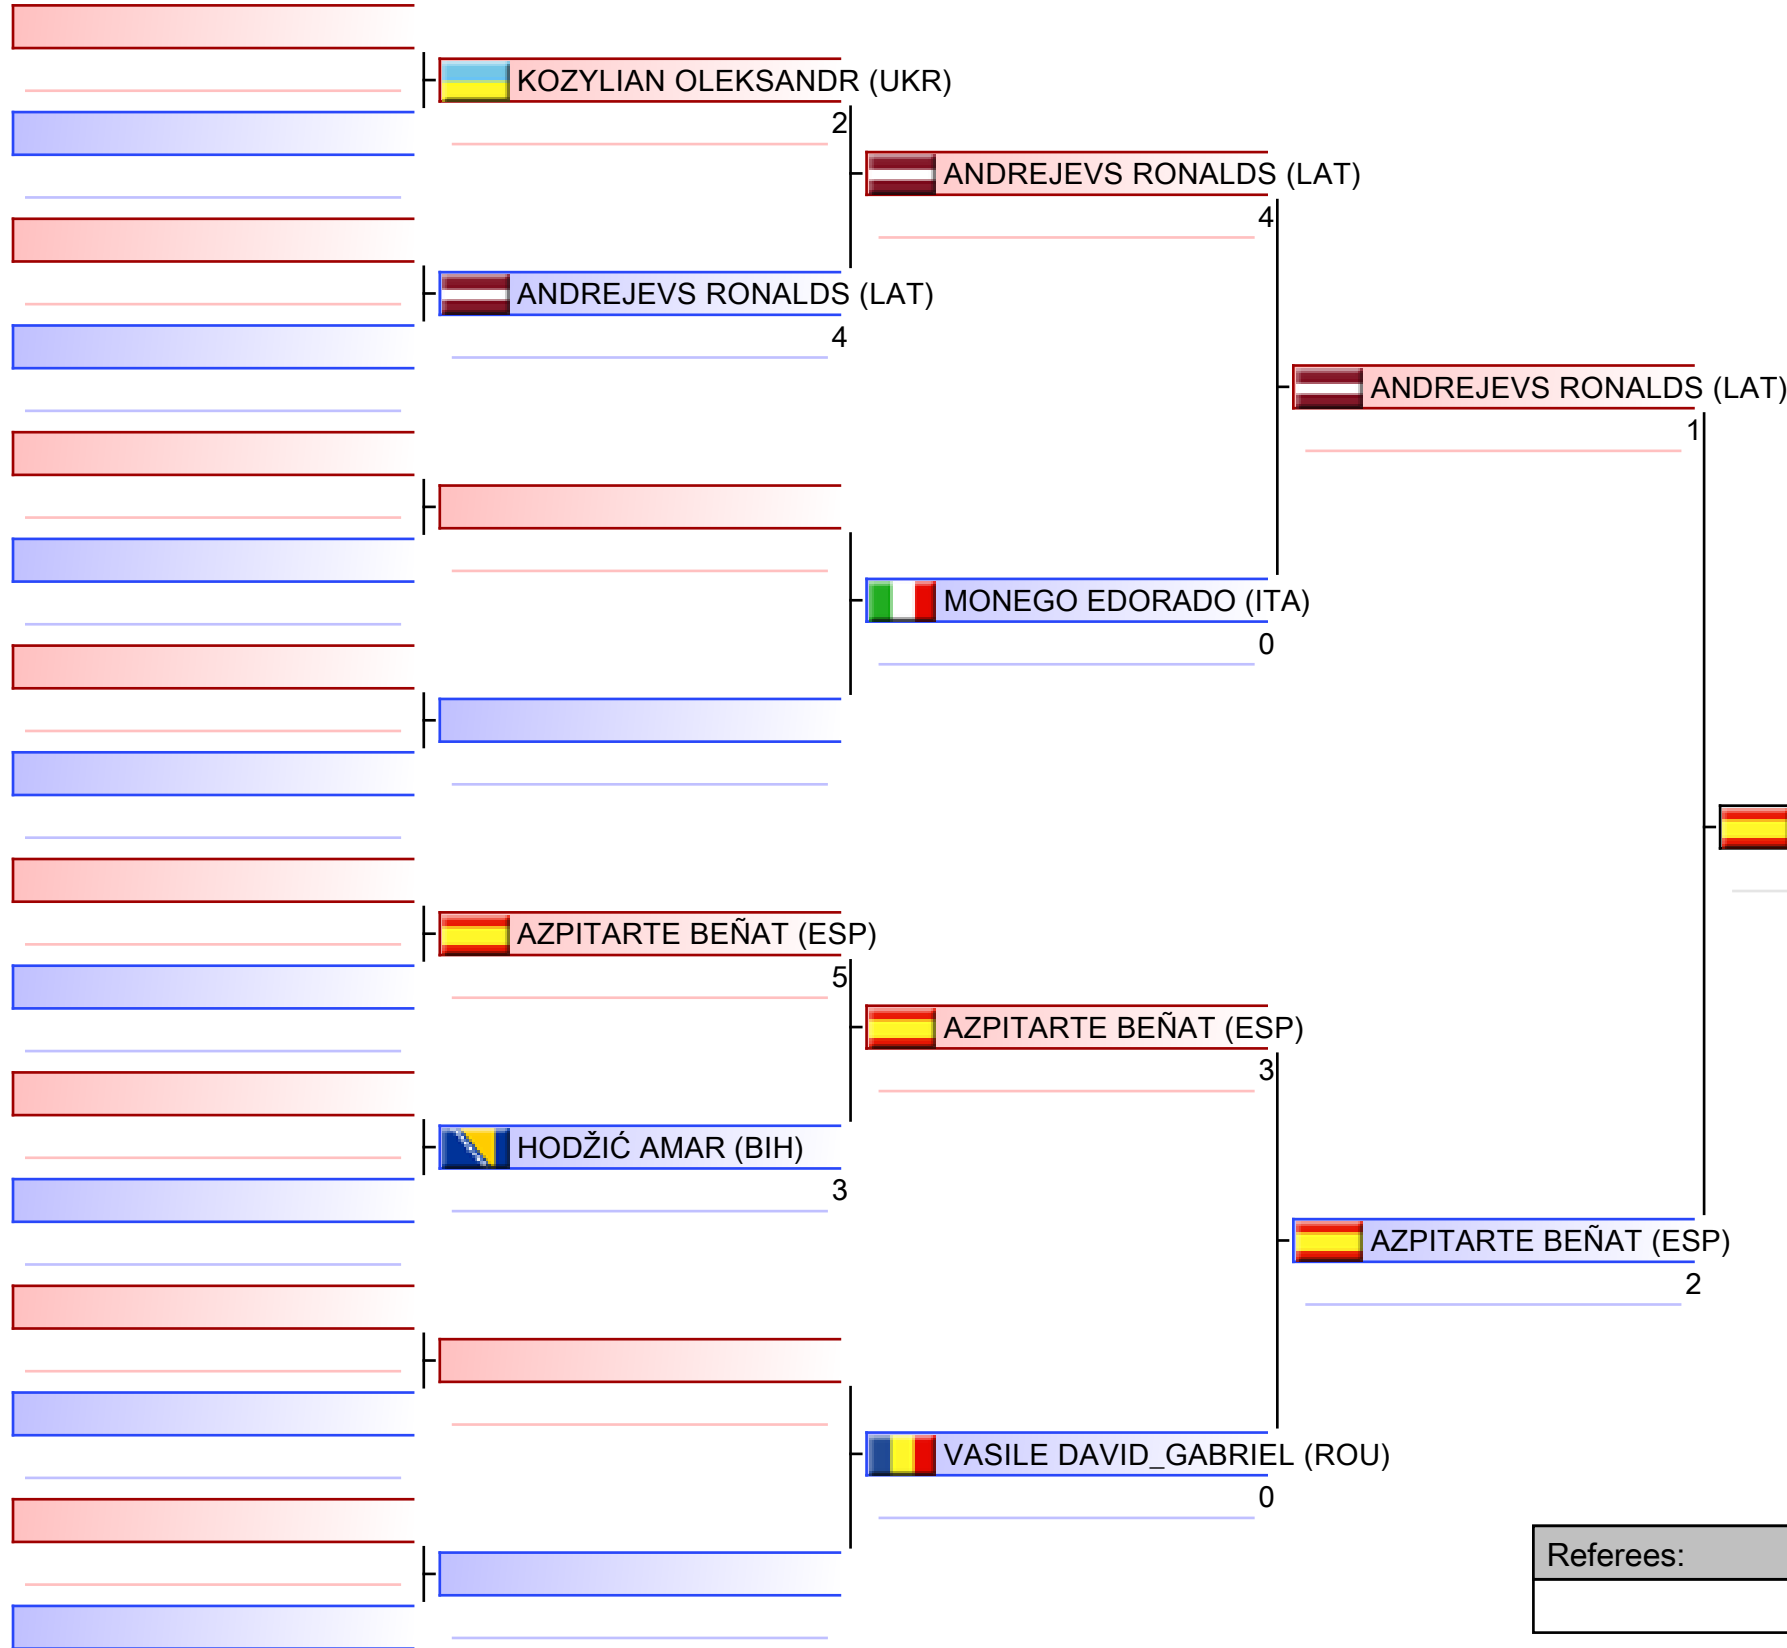 KOZYLIAN OLEKSANDR (UKR)
2
ANDREJEVS RONALDS (LAT)
4
ANDREJEVS RONALDS (LAT)
4
ANDREJEVS RONALDS (LAT)
1
MONEGO EDORADO (ITA)
0
AZPITARTE BEÑAT (ESP)
5
AZPITARTE BEÑAT (ESP)
3
HODŽIĆ AMAR (BIH)
3
AZPITARTE BEÑAT (ESP)
2
VASILE DAVID_GABRIEL (ROU)
0
Referees: